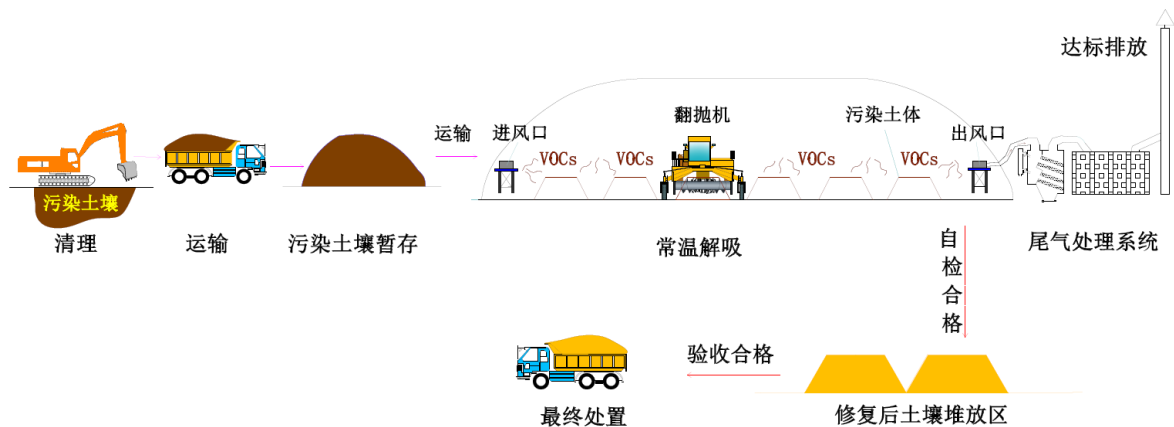 达标排放
运输
进风口
翻抛机
污染土体
出风口
VOCs
VOCs
VOCs
VOCs
污染土壤
清理
运输
污染土壤暂存
常温解吸
尾气处理系统
自检合格
验收合格
最终处置
修复后土壤堆放区